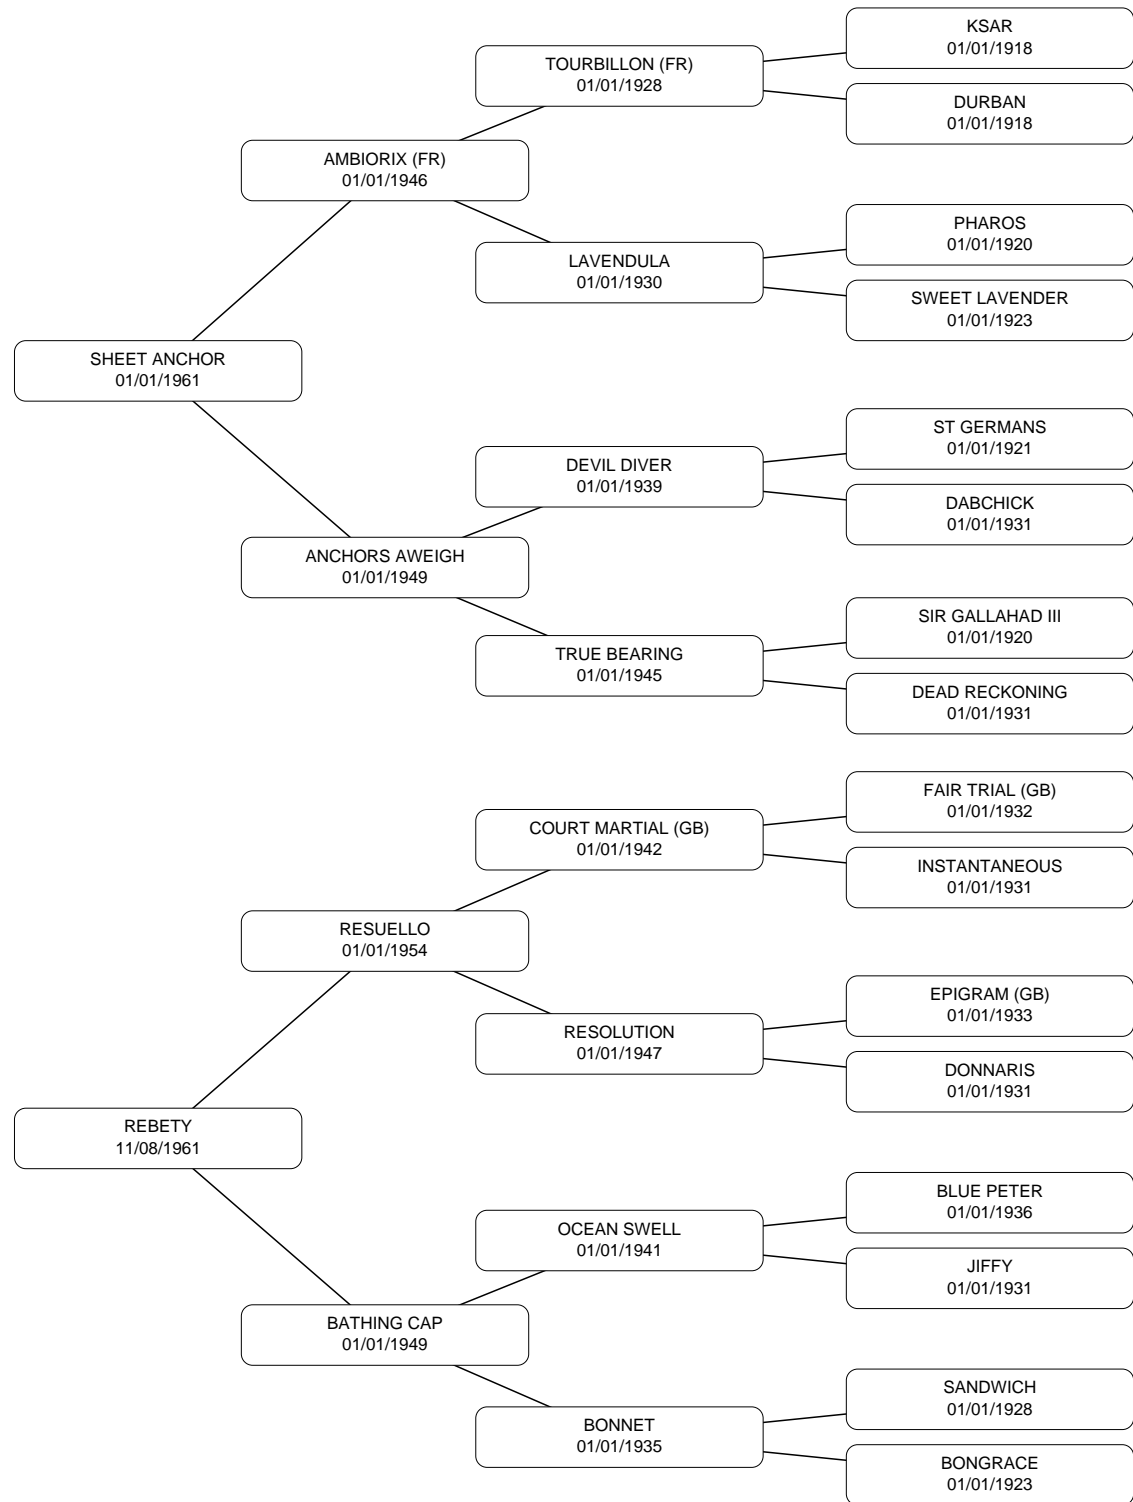 KSAR
01/01/1918
TOURBILLON (FR)
01/01/1928
DURBAN
01/01/1918
AMBIORIX (FR)
01/01/1946
PHAROS
01/01/1920
LAVENDULA
01/01/1930
SWEET LAVENDER
01/01/1923
SHEET ANCHOR
01/01/1961
ST GERMANS
01/01/1921
DEVIL DIVER
01/01/1939
DABCHICK
01/01/1931
ANCHORS AWEIGH
01/01/1949
SIR GALLAHAD III
01/01/1920
TRUE BEARING
01/01/1945
DEAD RECKONING
01/01/1931
FAIR TRIAL (GB)
01/01/1932
COURT MARTIAL (GB)
01/01/1942
INSTANTANEOUS
01/01/1931
RESUELLO
01/01/1954
EPIGRAM (GB)
01/01/1933
RESOLUTION
01/01/1947
DONNARIS
01/01/1931
REBETY
11/08/1961
BLUE PETER
01/01/1936
OCEAN SWELL
01/01/1941
JIFFY
01/01/1931
BATHING CAP
01/01/1949
SANDWICH
01/01/1928
BONNET
01/01/1935
BONGRACE
01/01/1923